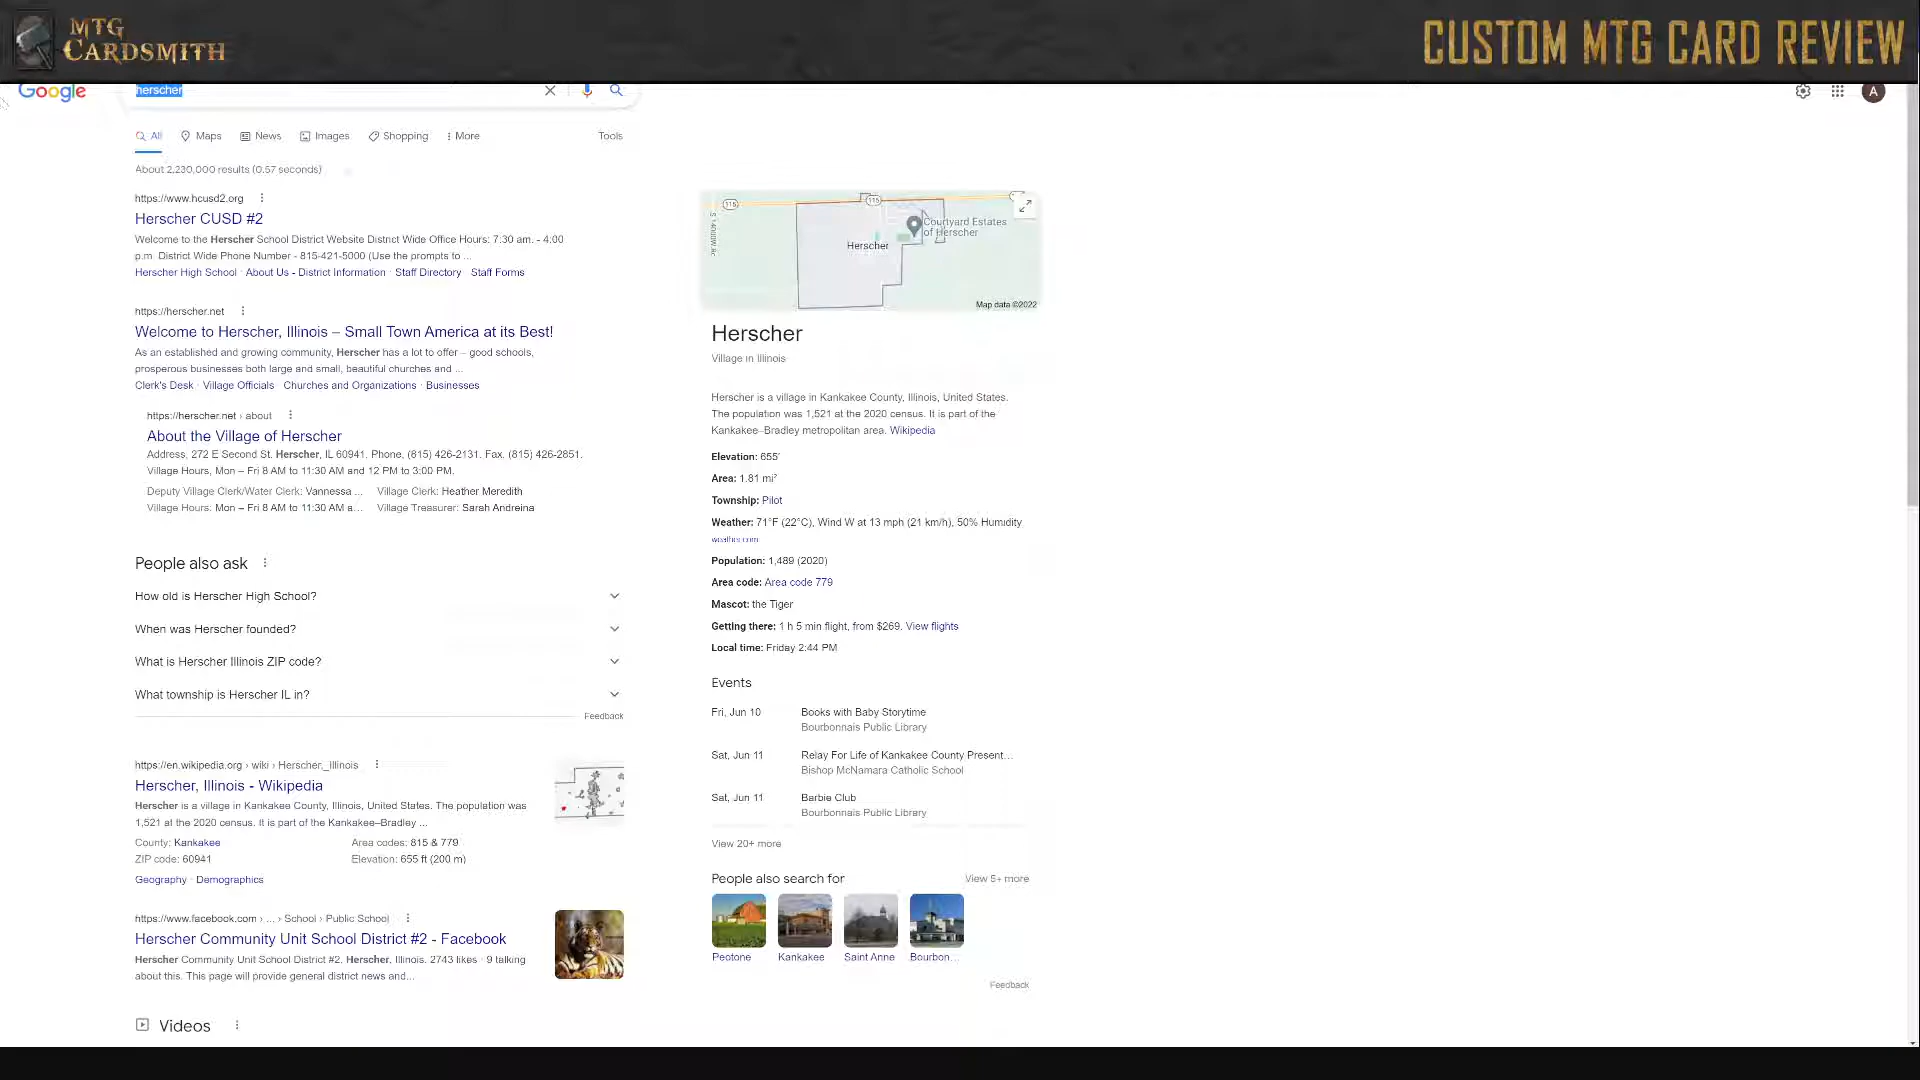 MTG
CARDSMITH
CUSTOM MTG CARD REVIEW
Google
herscher
A
All
Maps
News
Images
Shopping
More
Tools
About 2,230,000 results (0.57 seconds)
https://www.hcusd2.org
Herscher CUSD #2
Welcome to the Herscher School District Website District Wide Office Hours: 7:30 am. - 4:00
p.m District Wide Phone Number - 815-421-5000 (Use the prompts to ...
Herscher High School · About Us - District Information · Staff Directory Staff Forms
https://herscher.net
Welcome to Herscher, Illinois – Small Town America at its Best!
As an established and growing community, Herscher has a lot to offer – good schools,
prosperous businesses both large and small, beautiful churches and ...
Clerk's Desk · Village Officials Churches and Organizations · Businesses
https://herscher.net › about
About the Village of Herscher
Address, 272 E Second St. Herscher, IL 60941. Phone, (815) 426-2131. Fax. (815) 426-2851.
Village Hours, Mon – Fri 8 AM to 11:30 AM and 12 PM to 3:00 PM.
Deputy Village Clerk/Water Clerk: Vannessa ... Village Clerk: Heather Meredith
Village Hours: Mon – Fri 8 AM to 11:30 AM a... Village Treasurer: Sarah Andreina
People also ask
How old is Herscher High School?
When was Herscher founded?
What is Herscher Illinois ZIP code?
What township is Herscher IL in?
Feedback
https://en.wikipedia.org › wiki › Herscher,_Illinois
Herscher, Illinois - Wikipedia
Herscher is a village in Kankakee County, Illinois, United States. The population was
1,521 at the 2020 census. It is part of the Kankakee–Bradley ...
County: Kankakee Area codes: 815 & 779
ZIP code: 60941 Elevation: 655 ft (200 m)
Geography · Demographics
https://www.facebook.com › ... › School › Public School
Herscher Community Unit School District #2 - Facebook
Herscher Community Unit School District #2. Herscher, Illinois. 2743 likes · 9 talking
about this. This page will provide general district news and...
Videos
115
115
Courtyard Estates
of Herscher
Herscher
Map data ©2022
Herscher
Village in Illinois
Herscher is a village in Kankakee County, Illinois, United States.
The population was 1,521 at the 2020 census. It is part of the
Kankakee–Bradley metropolitan area. Wikipedia
Elevation: 655′
Area: 1.81 mi²
Township: Pilot
Weather: 71°F (22°C), Wind W at 13 mph (21 km/h), 50% Humidity
weather.com
Population: 1,489 (2020)
Area code: Area code 779
Mascot: the Tiger
Getting there: 1 h 5 min flight, from $269. View flights
Local time: Friday 2:44 PM
Events
Fri, Jun 10 Books with Baby Storytime
Bourbonnais Public Library
Sat, Jun 11 Relay For Life of Kankakee County Present...
Bishop McNamara Catholic School
Sat, Jun 11 Barbie Club
Bourbonnais Public Library
View 20+ more
People also search for
View 5+ more
Peotone
Kankakee
Saint Anne
Bourbon...
Feedback